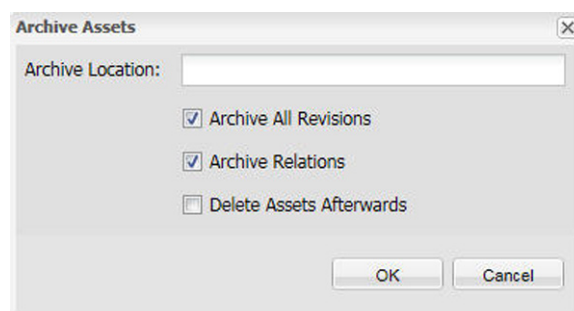 Archive Assets
Archive Location:
Archive All Revisions
Archive Relations
Delete Assets Afterwards
OK Cancel